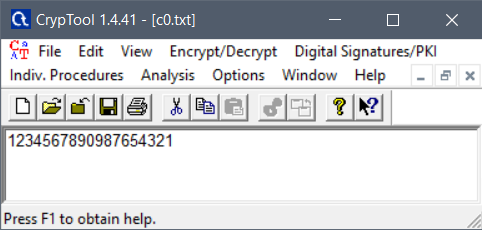 CrypTool 1.4.41 - [c0.txt]
File Edit View Encrypt/Decrypt Digital Signatures/PKI
Indiv. Procedures Analysis Options Window Help
1234567890987654321
Press F1 to obtain help.